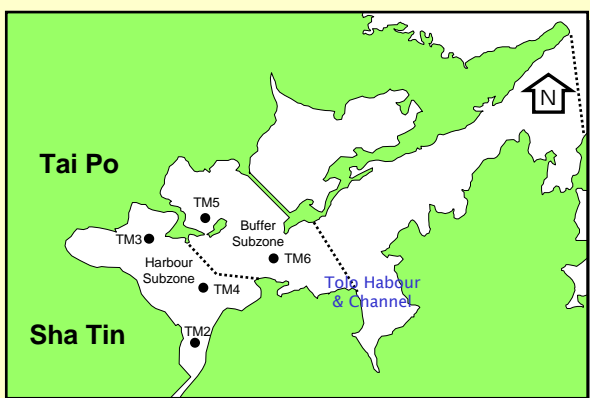 N
Tai Po
TM5
Buffer
Subzone
TM3
TM6
Harbour
Subzone
TM4
Tolo Habour
& Channel
Sha Tin
TM2